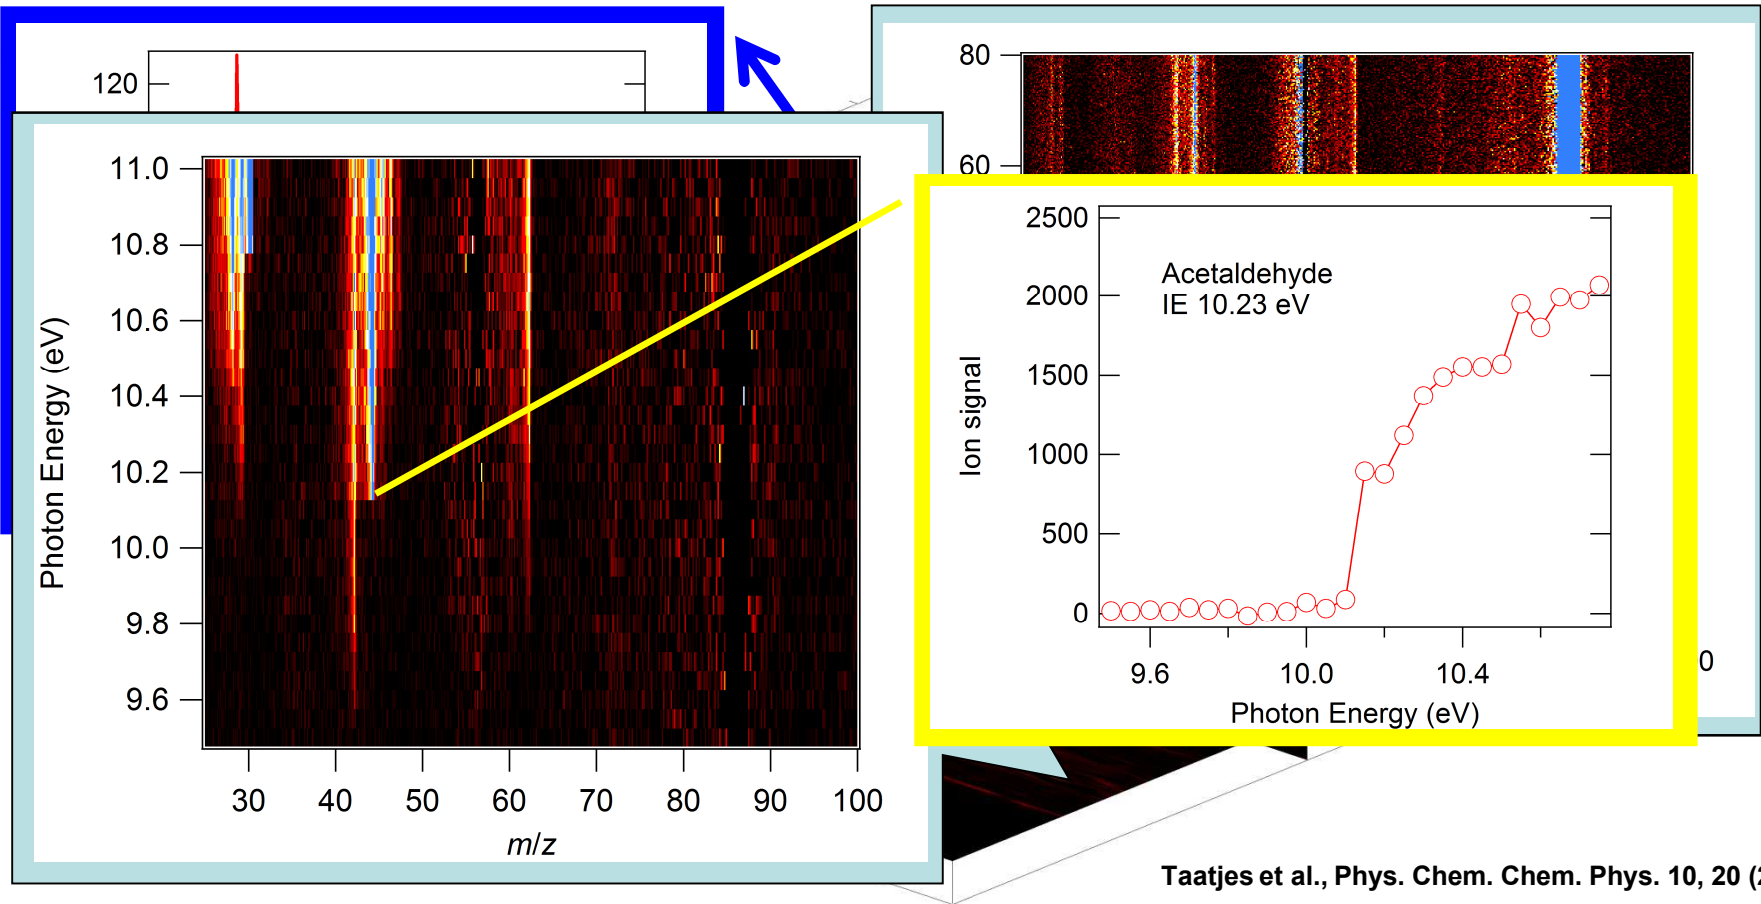 120
80
60
11.0
10.8
10.6
10.4
10.2
10.0
9.8
9.6
Photon Energy (eV)
30 40 50 60 70 80 90 100
m/z
2500
2000
1500
1000
500
0
Ion signal
Acetaldehyde
IE 10.23 eV
9.6 10.0 10.4
Photon Energy (eV)
0
Taatjes et al., Phys. Chem. Chem. Phys. 10, 20 (